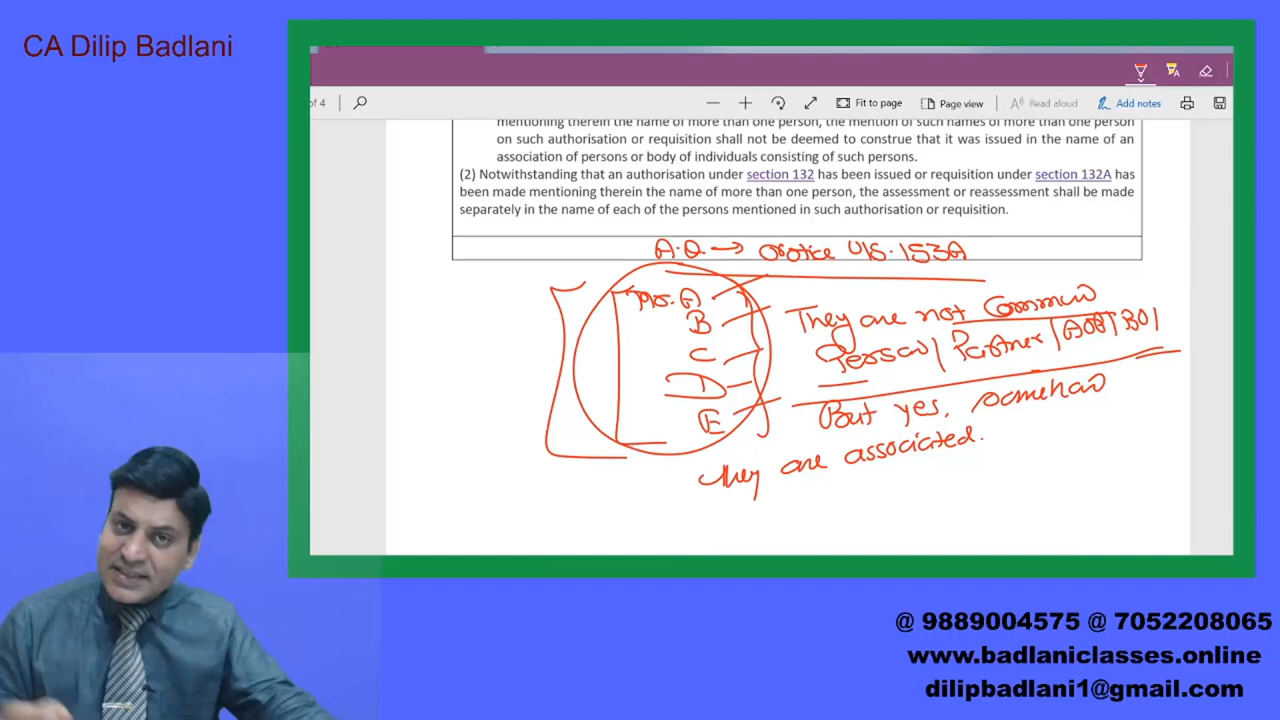 CA Dilip Badlani
of 4
Fit to page
Page view
Read aloud
Add notes
mentioning therein the name of more than one person, the mention of such names of more than one person
on such authorisation or requisition shall not be deemed to construe that it was issued in the name of an
association of persons or body of individuals consisting of such persons.
(2) Notwithstanding that an authorisation under section 132 has been issued or requisition under section 132A has
been made mentioning therein the name of more than one person, the assessment or reassessment shall be made
separately in the name of each of the persons mentioned in such authorisation or requisition.
A.O. → notice U/S. 153A
Mrs. A
B
C
D
E
They are not Common
Person/ Partner/ AOP/ BOI
But yes, somehow
they are associated.
@ 9889004575 @ 7052208065
www.badlaniclasses.online
dilipbadlani1@gmail.com